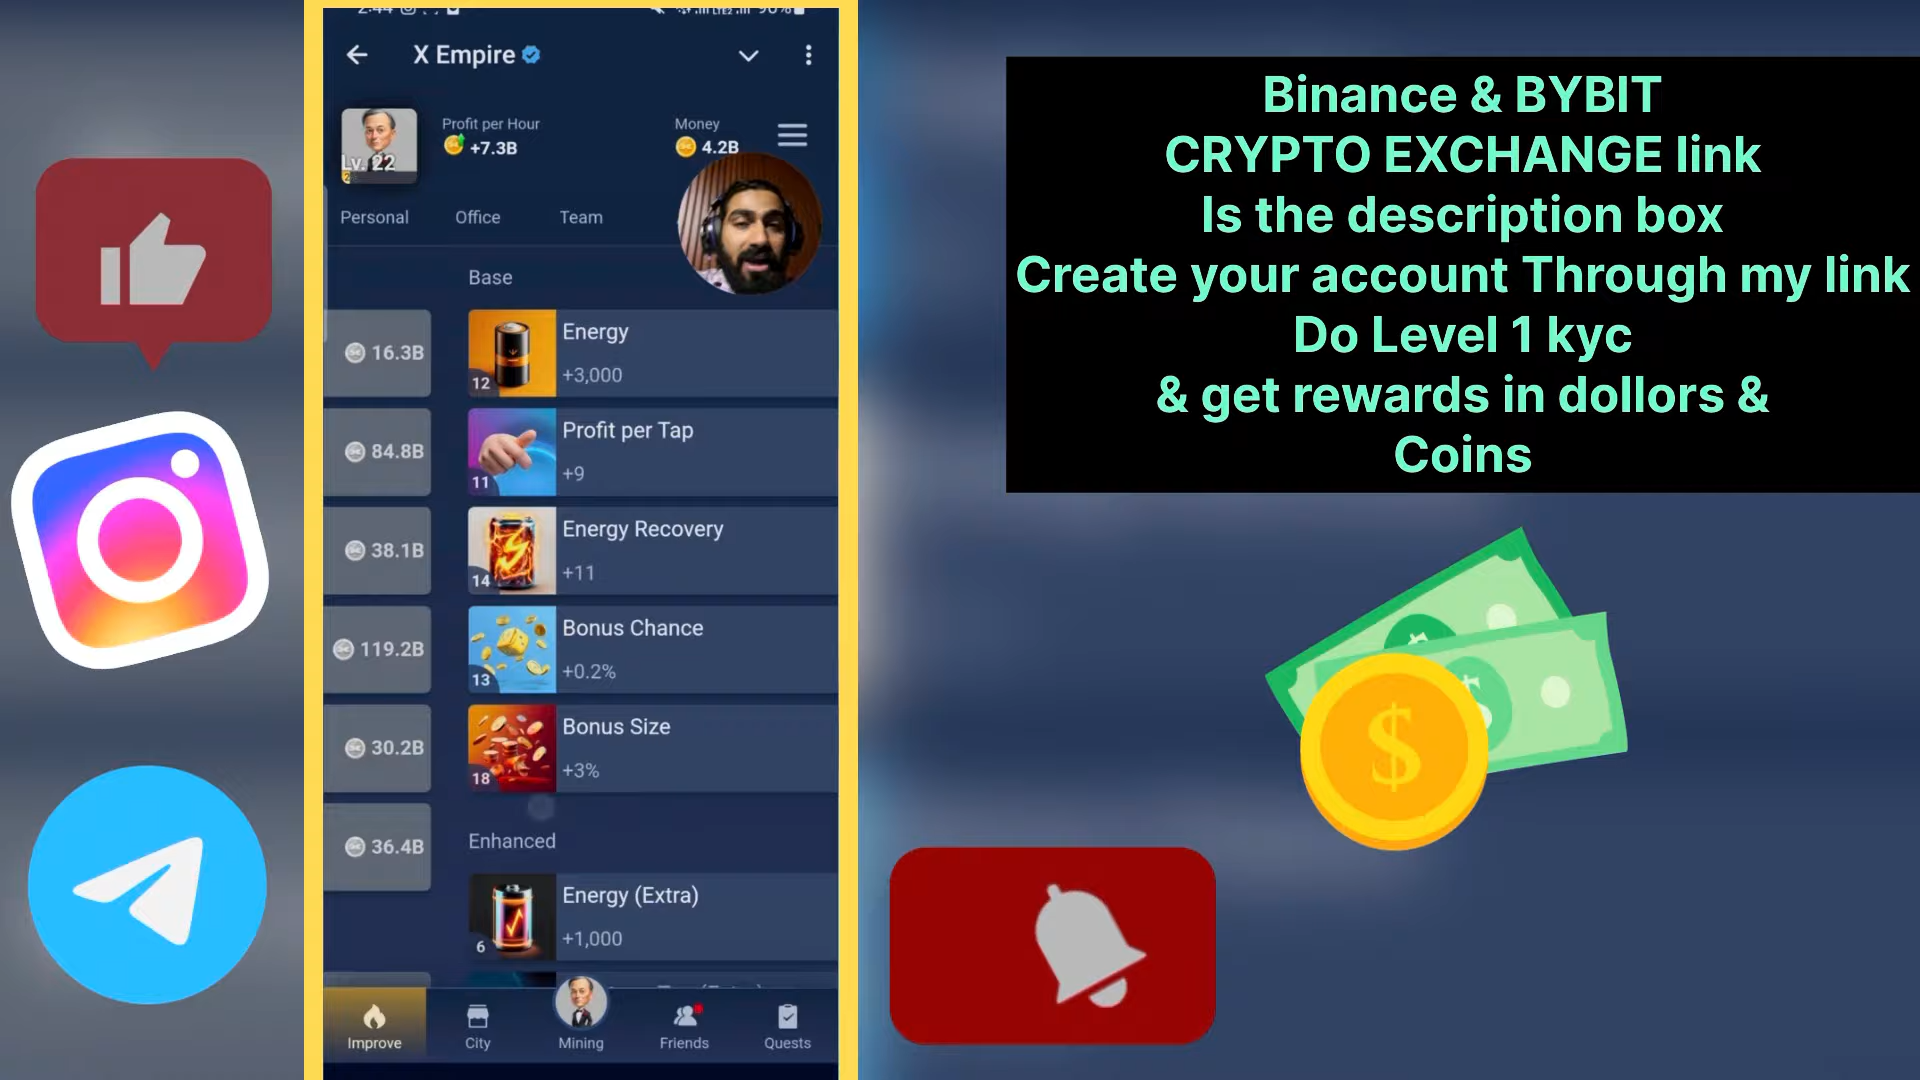 2:44
X Empire
Profit per Hour
+7.3B
Money
4.2B
Lv. 22
Personal
Office
Team
Base
16.3B
Energy
+3,000
12
84.8B
Profit per Tap
+9
11
38.1B
Energy Recovery
+11
14
119.2B
Bonus Chance
+0.2%
13
30.2B
Bonus Size
+3%
18
36.4B
Enhanced
Energy (Extra)
+1,000
6
Improve
City
Mining
Friends
Quests
Binance & BYBIT
CRYPTO EXCHANGE link
Is the description box
Create your account Through my link
Do Level 1 kyc
& get rewards in dollors &
Coins
$